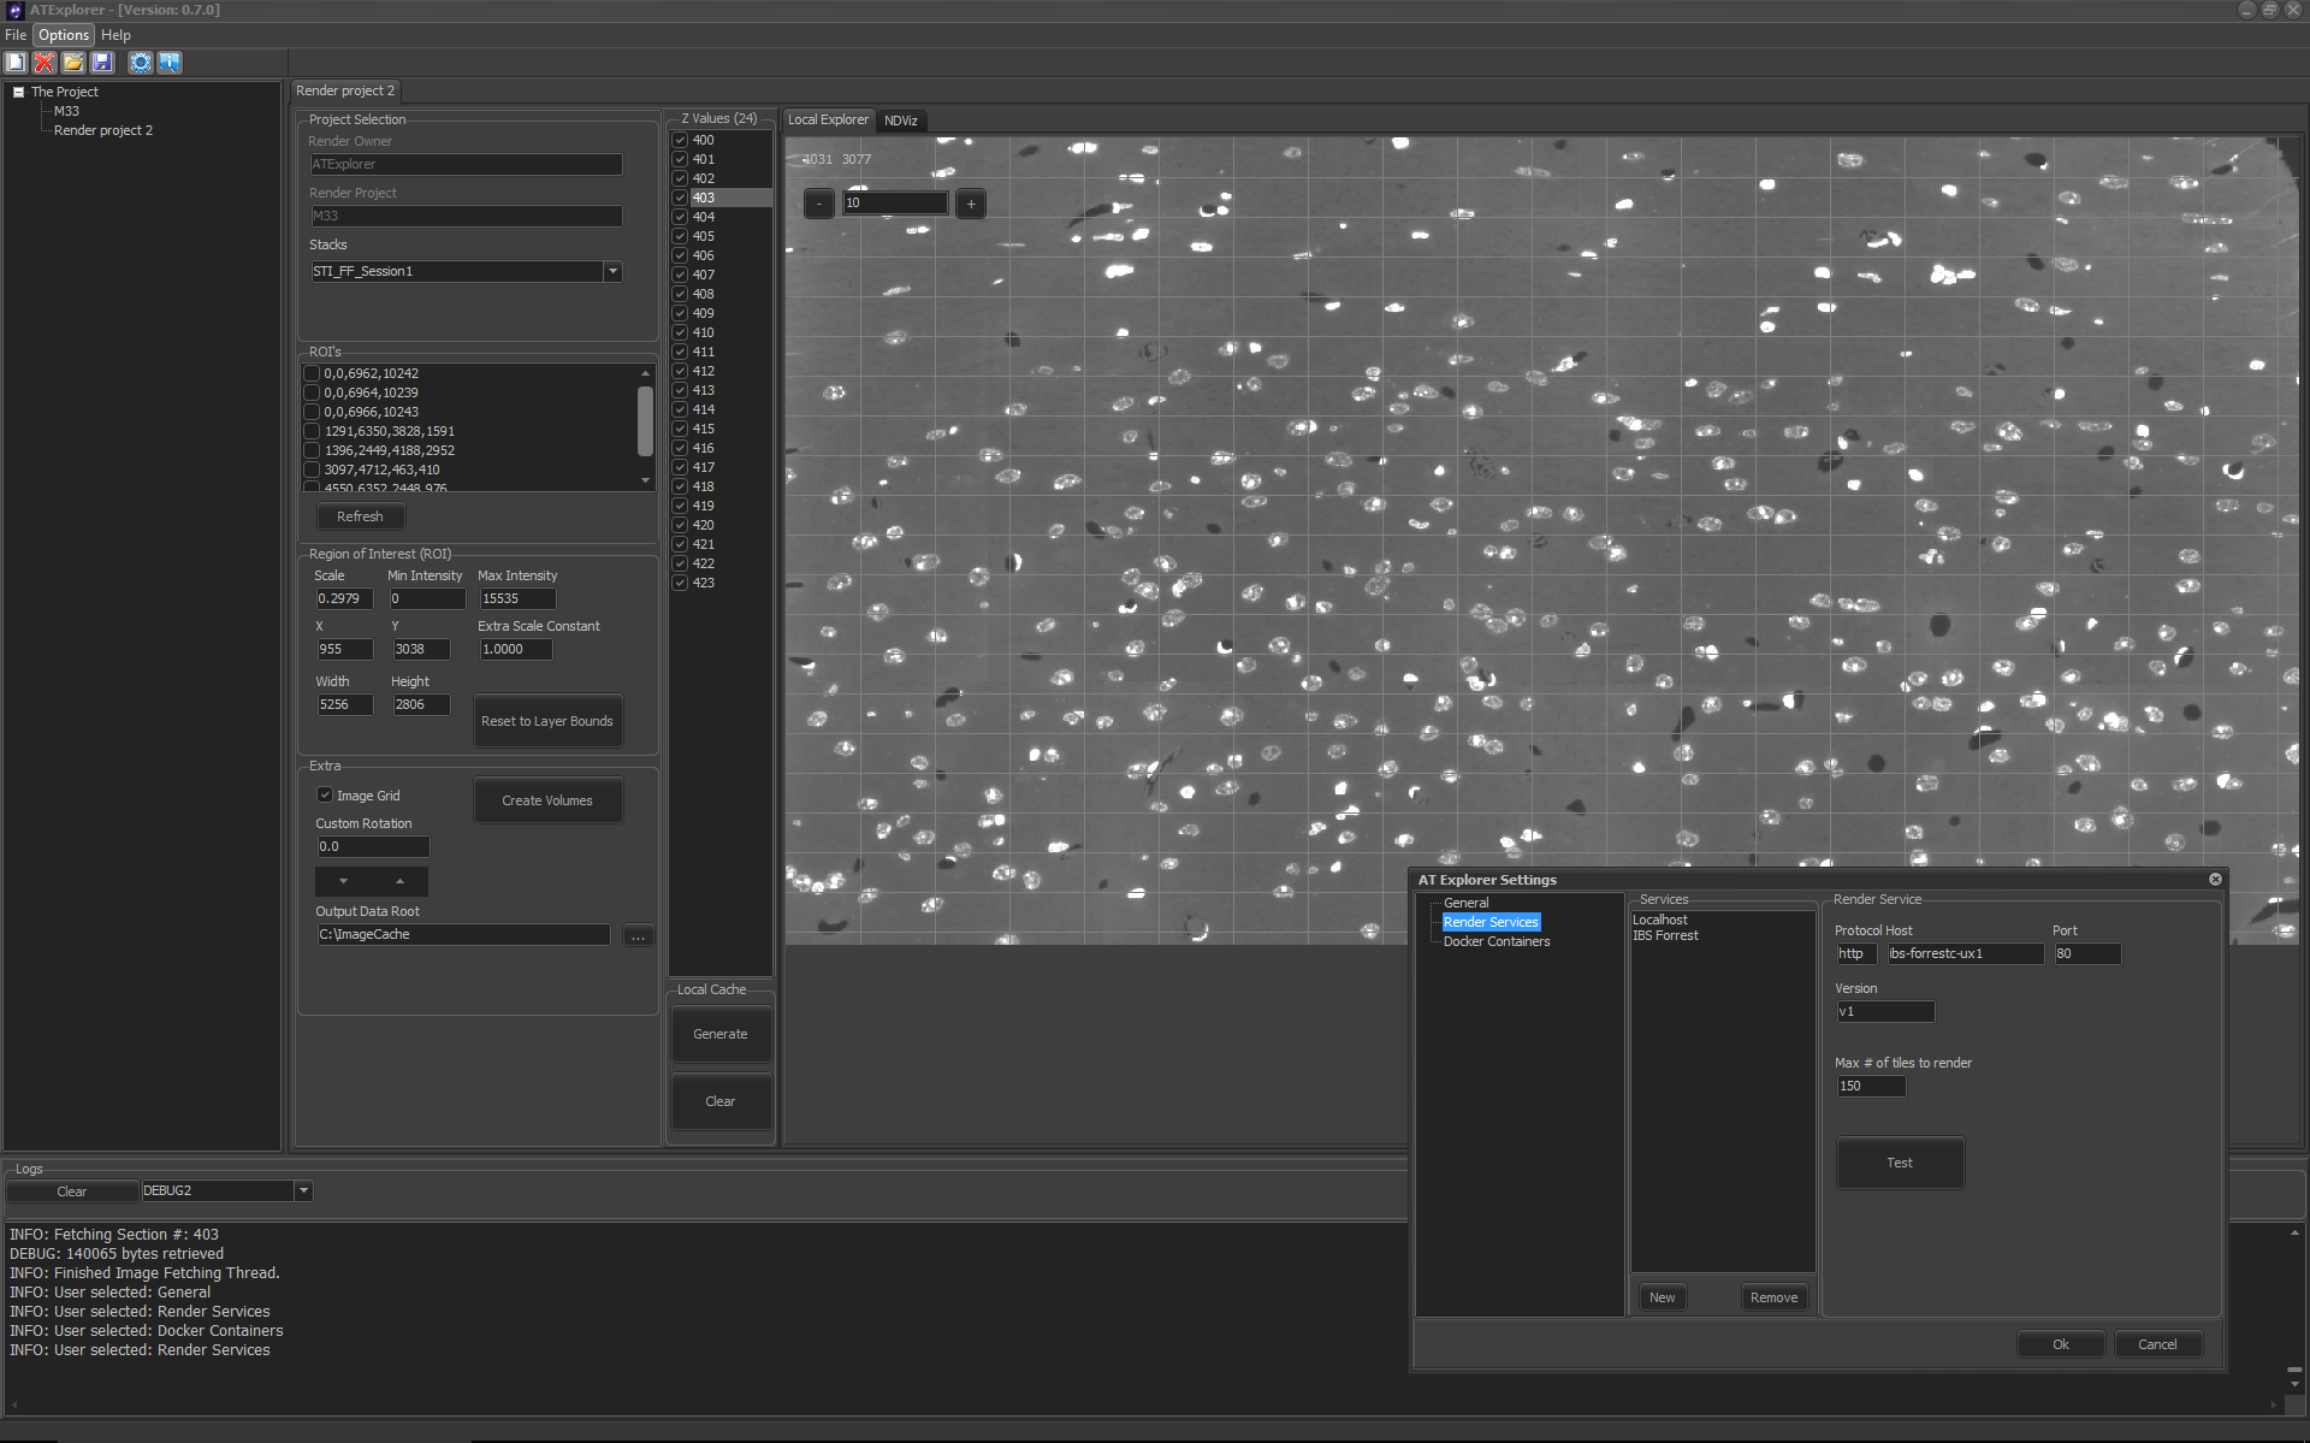 ATExplorer - [Version: 0.7.0]
File Options Help
The Project
M33
Render project 2
Render project 2
Project Selection
Render Owner
ATExplorer
Render Project
M33
Stacks
STI_FF_Session1
ROI's
0,0,6962,10242
0,0,6964,10239
0,0,6966,10243
1291,6350,3828,1591
1396,2449,4188,2952
3097,4712,463,410
4550,6352,2448,976
Refresh
Region of Interest (ROI)
Scale Min Intensity Max Intensity
0.2979 0 15535
X Y Extra Scale Constant
955 3038 1.0000
Width Height
5256 2806
Reset to Layer Bounds
Extra
Image Grid
Create Volumes
Custom Rotation
0.0
Output Data Root
C:\ImageCache
...
Z Values (24)
400
401
402
403
404
405
406
407
408
409
410
411
412
413
414
415
416
417
418
419
420
421
422
423
Local Cache
Generate
Clear
Local Explorer NDViz
1031 3077
- 10 +
AT Explorer Settings
General
Render Services
Docker Containers
Services
Localhost
IBS Forrest
New Remove
Render Service
Protocol Host Port
http ibs-forrestc-ux1 80
Version
v1
Max # of tiles to render
150
Test
Ok Cancel
Logs
Clear DEBUG2
INFO: Fetching Section #: 403
DEBUG: 140065 bytes retrieved
INFO: Finished Image Fetching Thread.
INFO: User selected: General
INFO: User selected: Render Services
INFO: User selected: Docker Containers
INFO: User selected: Render Services